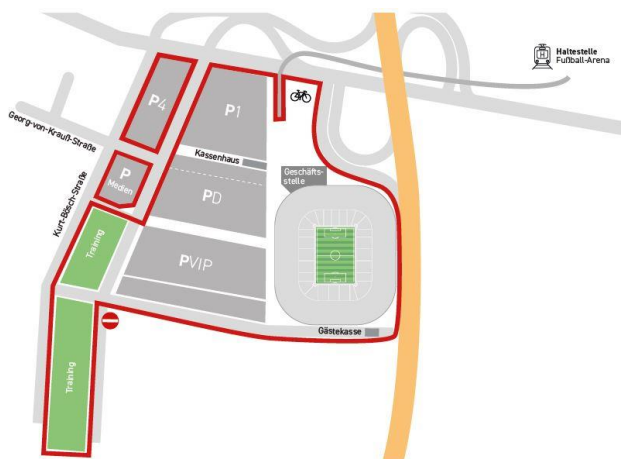 H
Haltestelle
Fußball-Arena
P4
P1
Georg-von-Krauß-Straße
Kassenhaus
Geschäfts-
stelle
P
Medien
PD
Kurt-Bösch-Straße
Training
PVIP
Gästekasse
Training